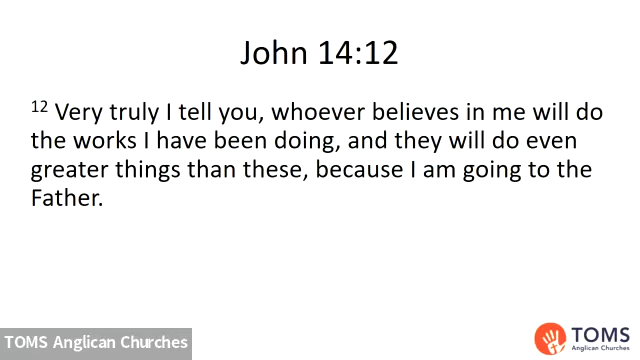 John 14:12
12 Very truly I tell you, whoever believes in me will do
the works I have been doing, and they will do even
greater things than these, because I am going to the
Father.
TOMS Anglican Churches
TOMS
Anglican Churches